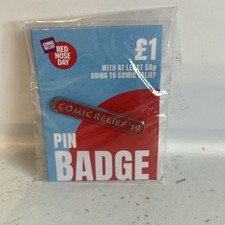 COMIC
RELIEF
RED NOSE
DAY
£1
WITH AT LEAST 50p
GOING TO COMIC RELIEF
COMIC RELIEF '19
PIN
BADGE